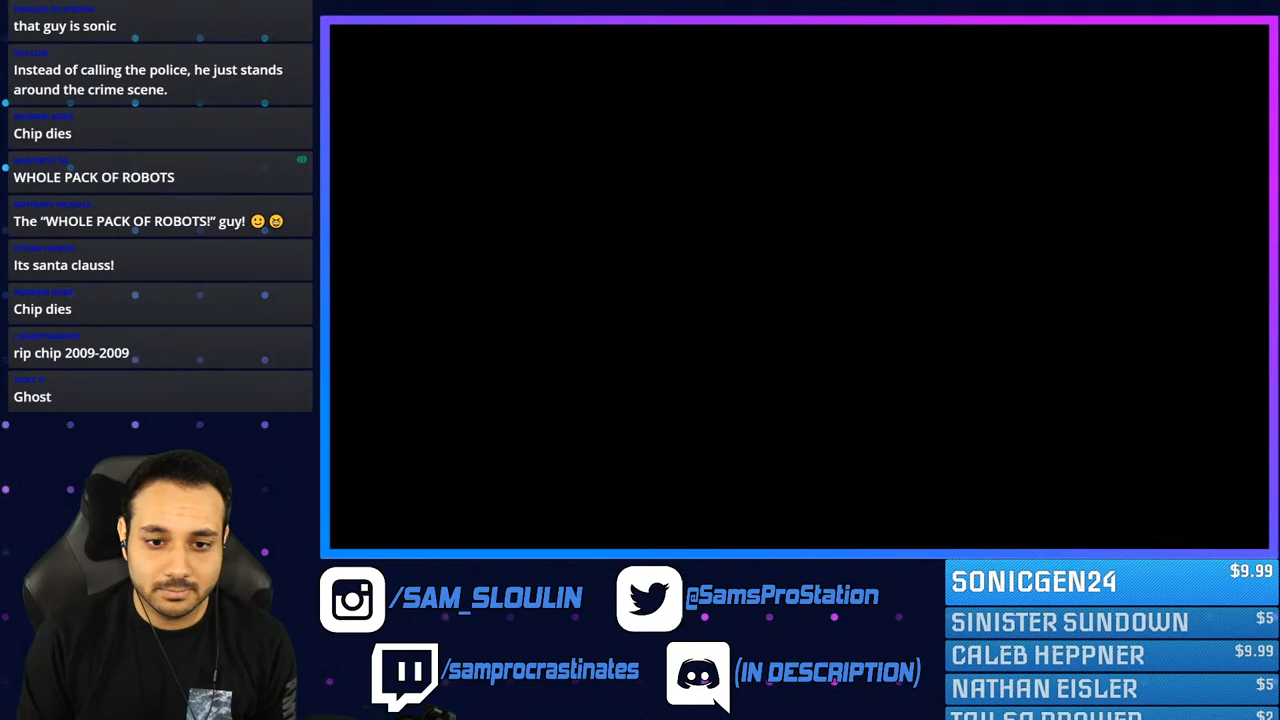 that guy is sonic
Instead of calling the police, he just stands
around the crime scene.
Chip dies
WHOLE PACK OF ROBOTS
The “WHOLE PACK OF ROBOTS!” guy! 🙂 😆
Its santa clauss!
Chip dies
rip chip 2009-2009
Ghost
/SAM_SLOULIN
@SamsProStation
/samprocrastinates
(IN DESCRIPTION)
SONICGEN24 $9.99
SINISTER SUNDOWN $5
CALEB HEPPNER $9.99
NATHAN EISLER $5